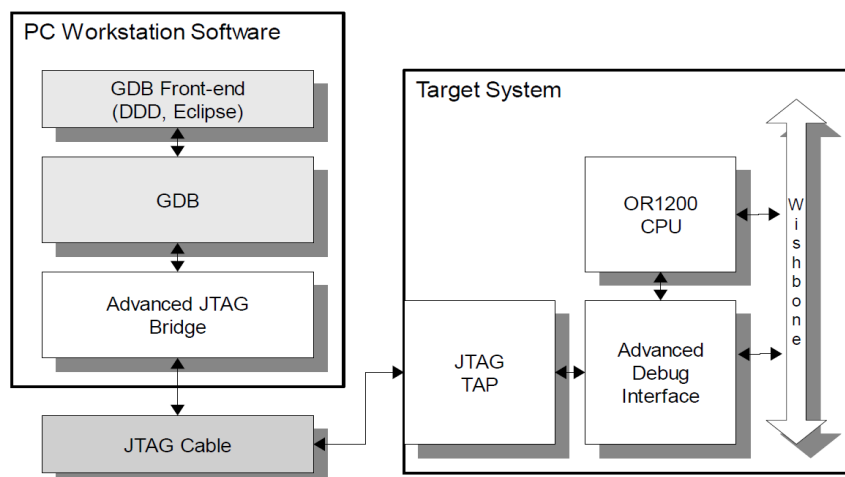 PC Workstation Software
GDB Front-end
(DDD, Eclipse)
GDB
Advanced JTAG
Bridge
JTAG Cable
Target System
OR1200
CPU
JTAG
TAP
Advanced
Debug
Interface
Wishbone